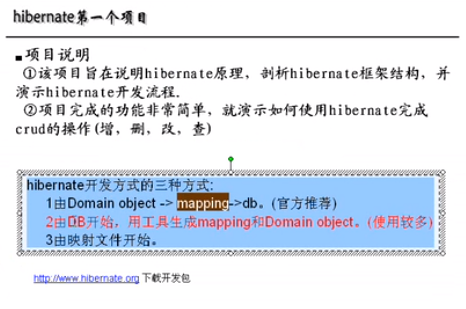 hibernate第一个项目
项目说明
①该项目旨在说明hibernate原理，剖析hibernate框架结构，并
演示hibernate开发流程.
②项目完成的功能非常简单，就演示如何使用hibernate完成
crud的操作(增，删，改，查)
hibernate开发方式的三种方式:
1由Domain object -> mapping->db。(官方推荐)
2由DB开始，用工具生成mapping和Domain object。(使用较多)
3由映射文件开始。
http://www.hibernate.org 下载开发包